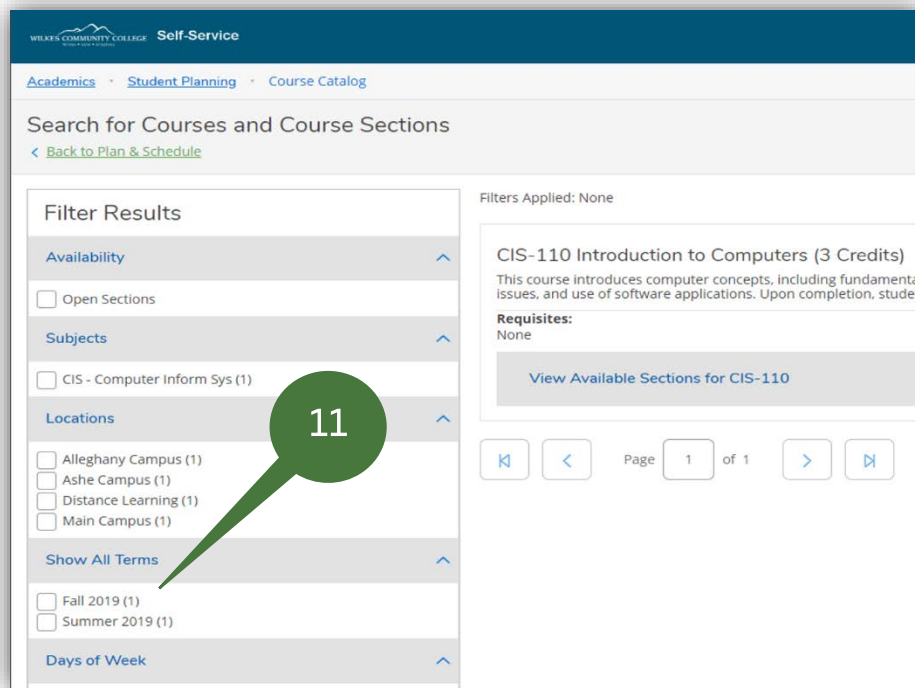 WILKES COMMUNITY COLLEGE Self-Service
Academics · Student Planning · Course Catalog
Search for Courses and Course Sections
< Back to Plan & Schedule
Filter Results
Availability
Open Sections
Subjects
CIS - Computer Inform Sys (1)
Locations
Alleghany Campus (1)
Ashe Campus (1)
Distance Learning (1)
Main Campus (1)
Show All Terms
Fall 2019 (1)
Summer 2019 (1)
Days of Week
11
Filters Applied: None
CIS-110 Introduction to Computers (3 Credits)
This course introduces computer concepts, including fundamenta
issues, and use of software applications. Upon completion, stude
Requisites:
None
View Available Sections for CIS-110
Page 1 of 1